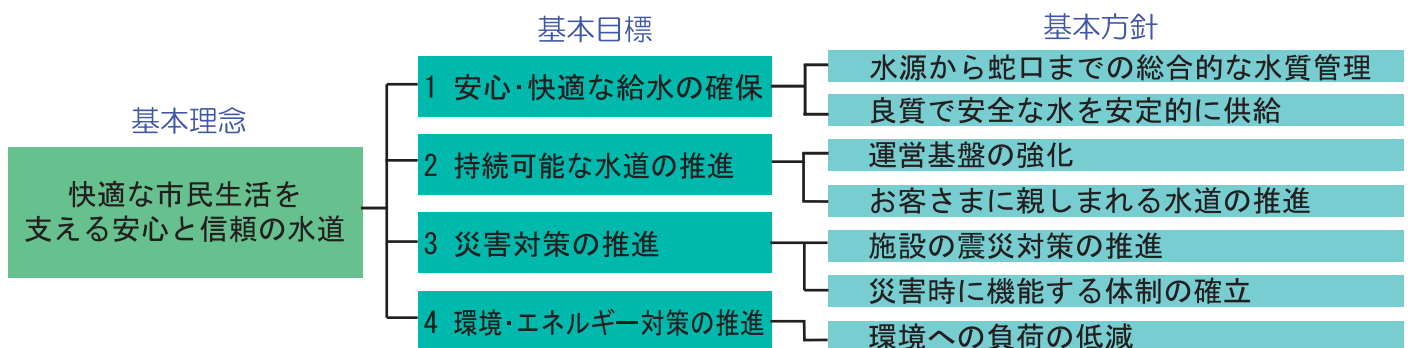 基本理念
快適な市民生活を
支える安心と信頼の水道
基本目標
1 安心・快適な給水の確保
2 持続可能な水道の推進
3 災害対策の推進
4 環境・エネルギー対策の推進
基本方針
水源から蛇口までの総合的な水質管理
良質で安全な水を安定的に供給
運営基盤の強化
お客さまに親しまれる水道の推進
施設の震災対策の推進
災害時に機能する体制の確立
環境への負荷の低減